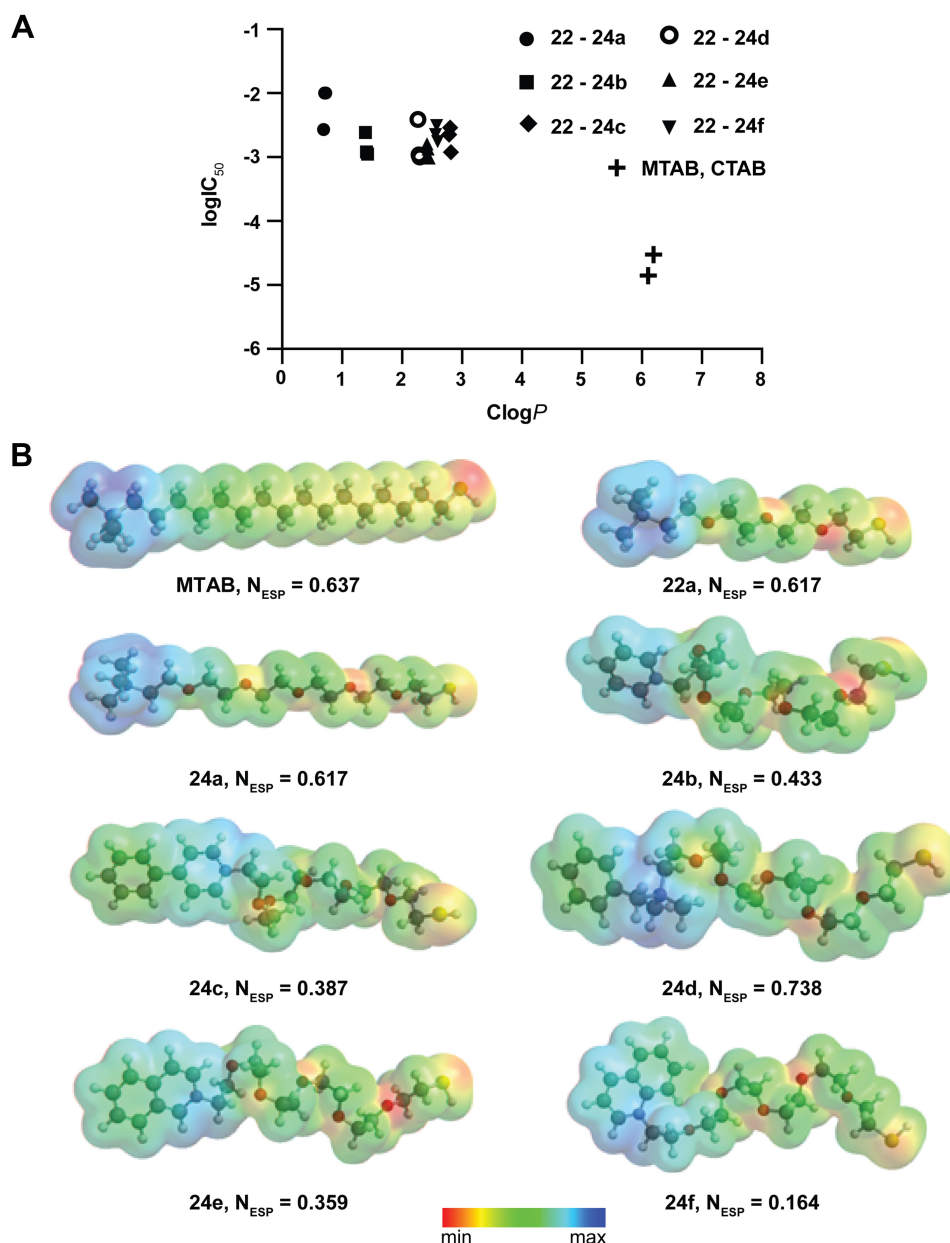 A
-1
-2
-3
-4
-5
-6
logIC50
0 1 2 3 4 5 6 7 8
ClogP
22 - 24a
22 - 24d
22 - 24b
22 - 24e
22 - 24c
22 - 24f
MTAB, CTAB
B
MTAB, NESP = 0.637
22a, NESP = 0.617
24a, NESP = 0.617
24b, NESP = 0.433
24c, NESP = 0.387
24d, NESP = 0.738
24e, NESP = 0.359
24f, NESP = 0.164
min max